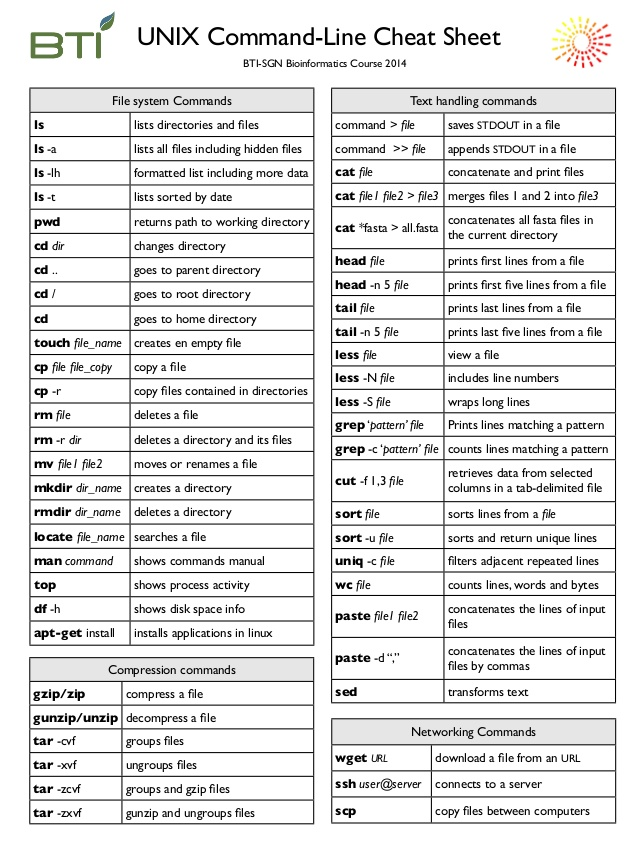 BTI
UNIX Command-Line Cheat Sheet
BTI-SGN Bioinformatics Course 2014
File system Commands
ls lists directories and files
ls -a lists all files including hidden files
ls -lh formatted list including more data
ls -t lists sorted by date
pwd returns path to working directory
cd dir changes directory
cd .. goes to parent directory
cd / goes to root directory
cd goes to home directory
touch file_name creates en empty file
cp file file_copy copy a file
cp -r copy files contained in directories
rm file deletes a file
rm -r dir deletes a directory and its files
mv file1 file2 moves or renames a file
mkdir dir_name creates a directory
rmdir dir_name deletes a directory
locate file_name searches a file
man command shows commands manual
top shows process activity
df -h shows disk space info
apt-get install installs applications in linux
Compression commands
gzip/zip compress a file
gunzip/unzip decompress a file
tar -cvf groups files
tar -xvf ungroups files
tar -zcvf groups and gzip files
tar -zxvf gunzip and ungroups files
Text handling commands
command > file saves STDOUT in a file
command >> file appends STDOUT in a file
cat file concatenate and print files
cat file1 file2 > file3 merges files 1 and 2 into file3
cat *fasta > all.fasta concatenates all fasta files in
the current directory
head file prints first lines from a file
head -n 5 file prints first five lines from a file
tail file prints last lines from a file
tail -n 5 file prints last five lines from a file
less file view a file
less -N file includes line numbers
less -S file wraps long lines
grep ‘pattern’ file Prints lines matching a pattern
grep -c ‘pattern’ file counts lines matching a pattern
cut -f 1,3 file retrieves data from selected
columns in a tab-delimited file
sort file sorts lines from a file
sort -u file sorts and return unique lines
uniq -c file filters adjacent repeated lines
wc file counts lines, words and bytes
paste file1 file2 concatenates the lines of input
files
paste -d “,” concatenates the lines of input
files by commas
sed transforms text
Networking Commands
wget URL download a file from an URL
ssh user@server connects to a server
scp copy files between computers